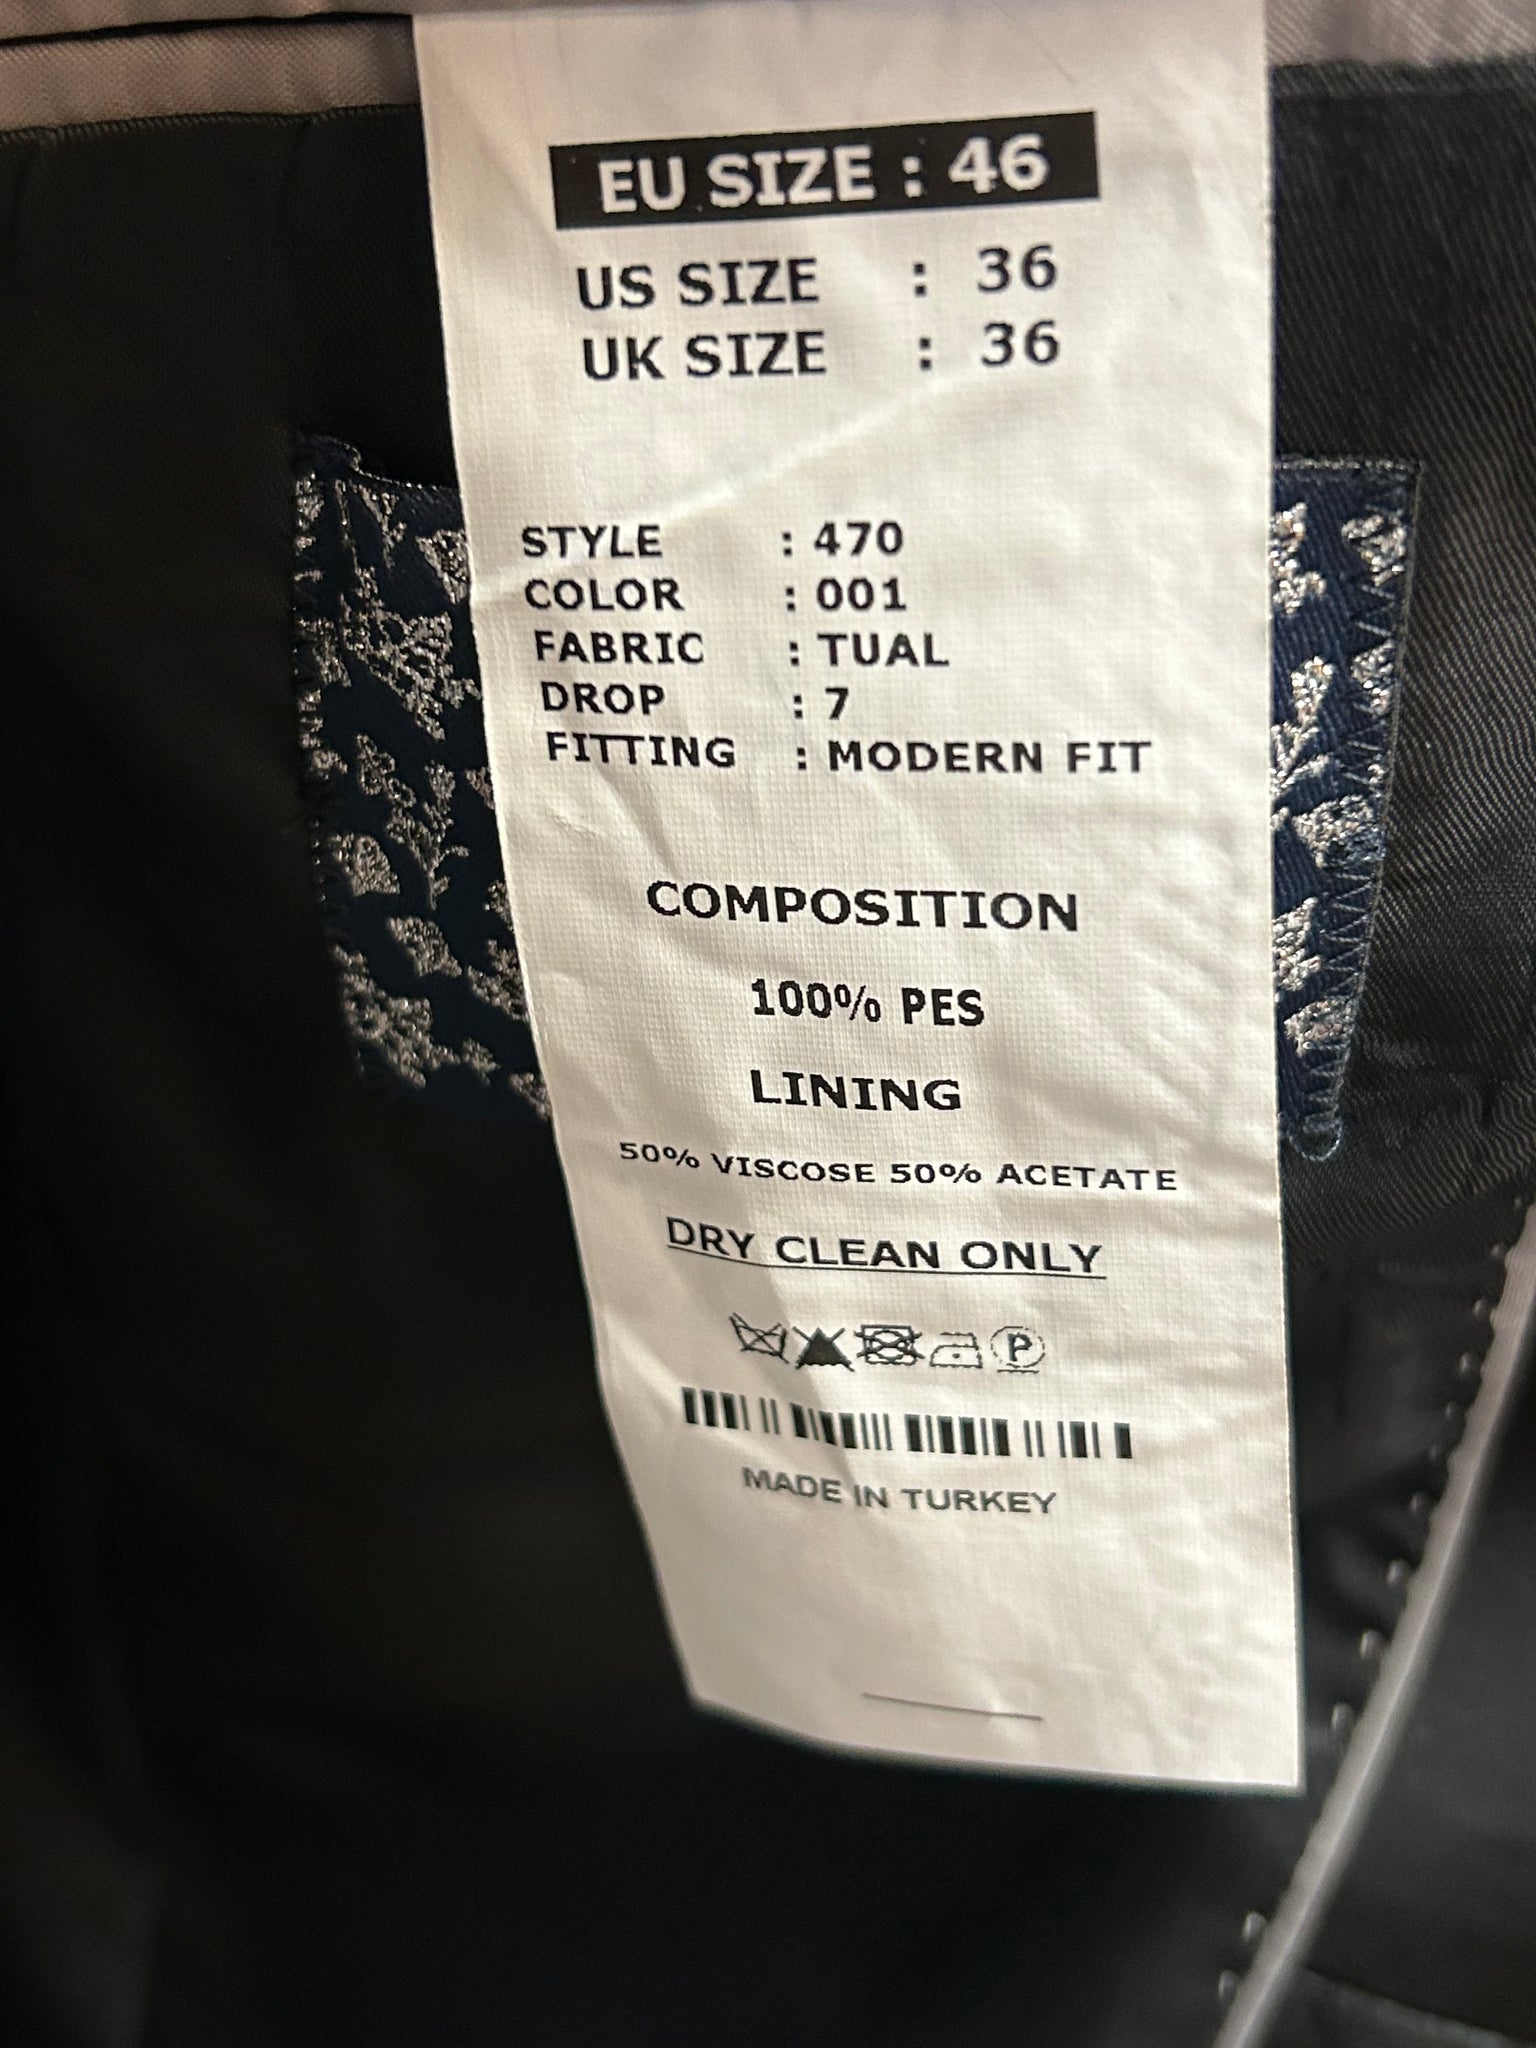 EU SIZE : 46
US SIZE : 36
UK SIZE : 36
STYLE : 470
COLOR : 001
FABRIC : TUAL
DROP : 7
FITTING : MODERN FIT
COMPOSITION
100% PES
LINING
50% VISCOSE 50% ACETATE
DRY CLEAN ONLY
P
MADE IN TURKEY